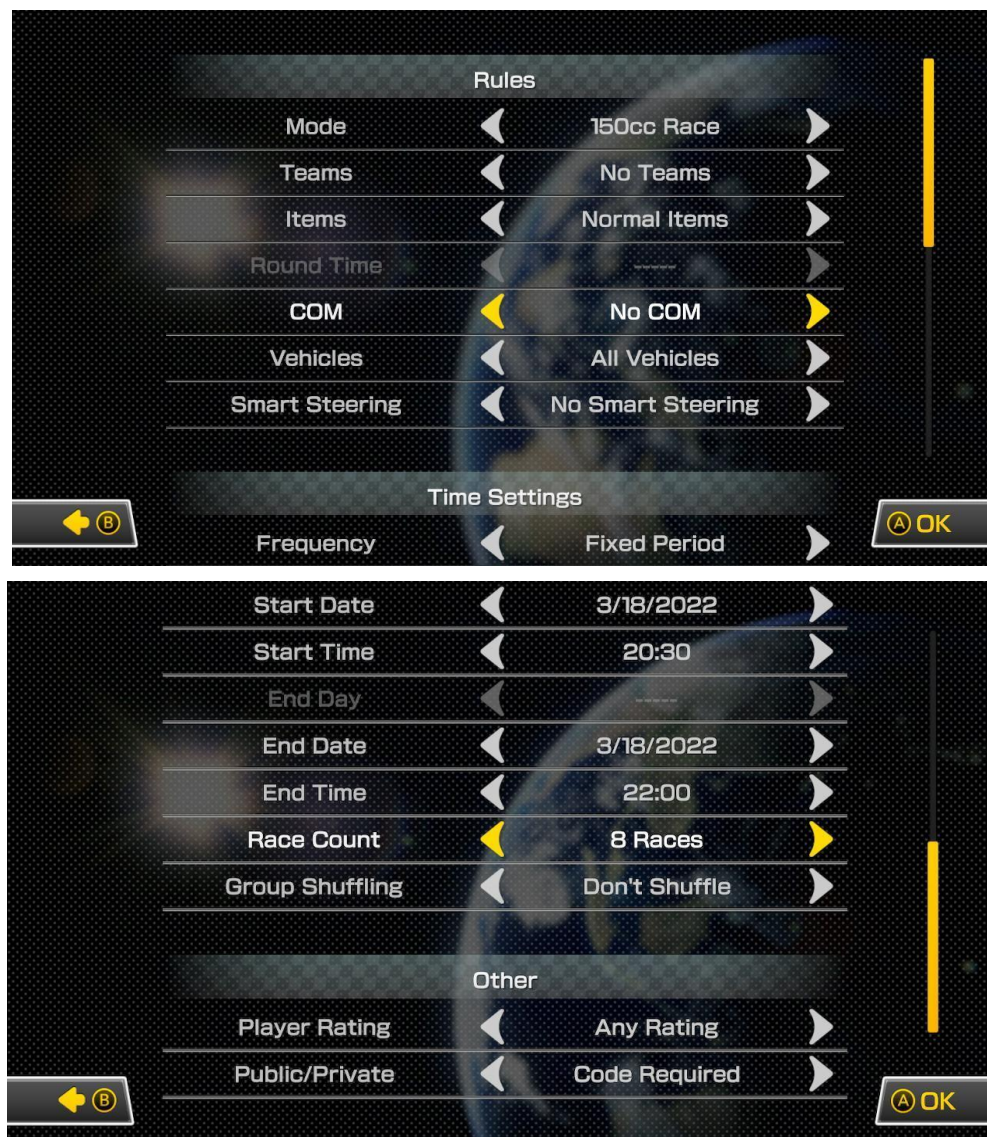 Rules
Mode 150cc Race
Teams No Teams
Items Normal Items
Round Time -----
COM No COM
Vehicles All Vehicles
Smart Steering No Smart Steering
Time Settings
B
A OK
Frequency Fixed Period
Start Date 3/18/2022
Start Time 20:30
End Day -----
End Date 3/18/2022
End Time 22:00
Race Count 8 Races
Group Shuffling Don't Shuffle
Other
Player Rating Any Rating
Public/Private Code Required
B
A OK